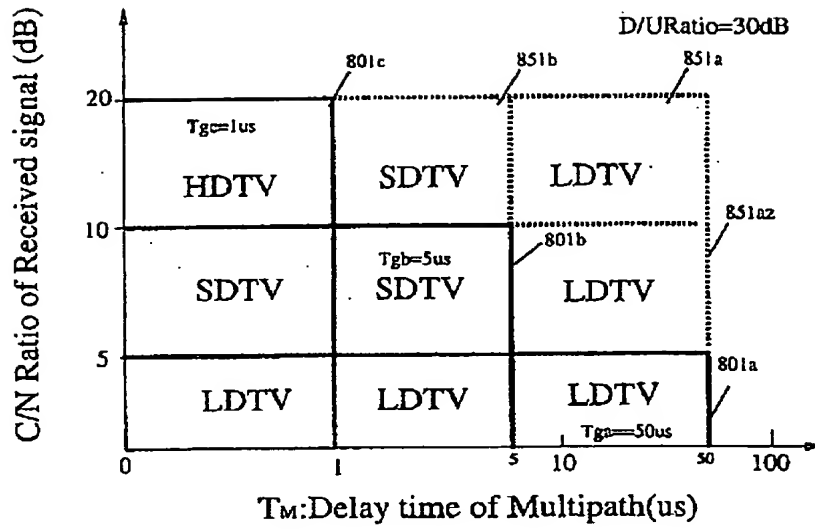 D/URatio=30dB
C/N Ratio of Received signal (dB)
801c
851b
851a
20
Tgc=1us
HDTV
SDTV
LDTV
851az
10
801b
Tgb=5us
SDTV
SDTV
LDTV
5
801a
LDTV
LDTV
LDTV
Tga=50us
0
1
5
10
50
100
TM:Delay time of Multipath(us)